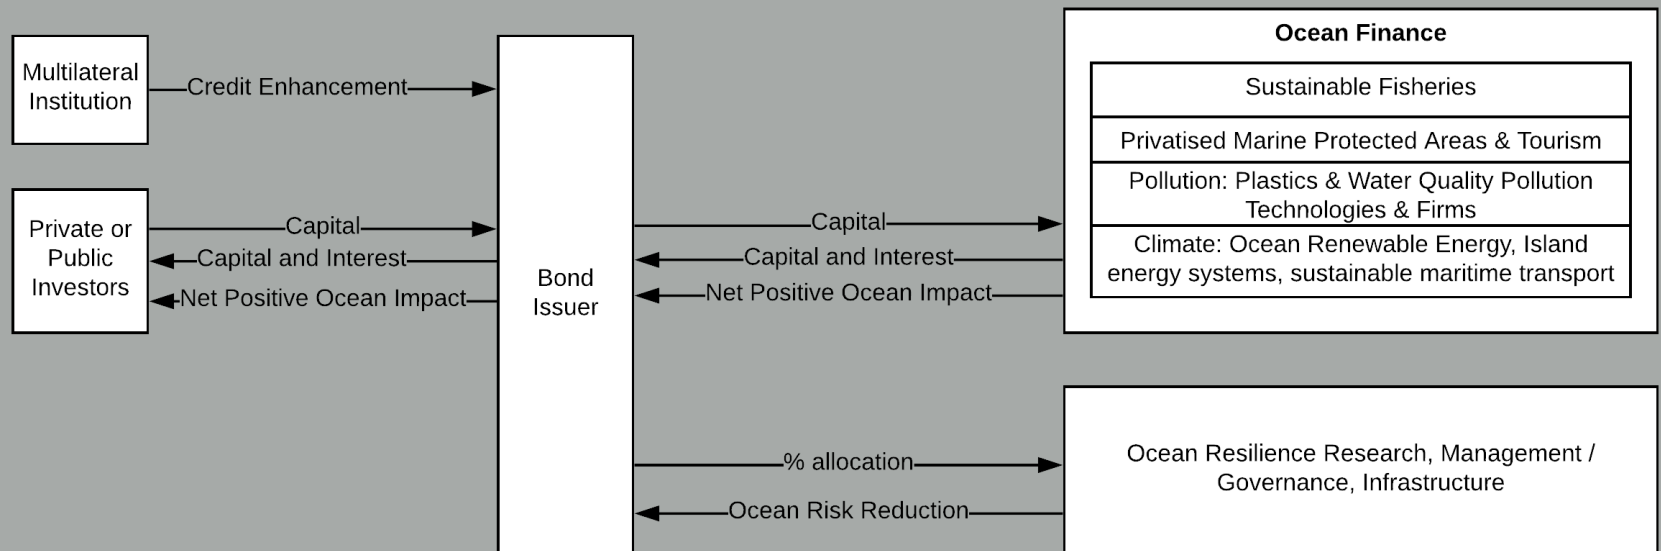 Multilateral
Institution
Credit Enhancement
Private or
Public
Investors
Capital
Capital and Interest
Net Positive Ocean Impact
Bond
Issuer
Capital
Capital and Interest
Net Positive Ocean Impact
% allocation
Ocean Risk Reduction
Ocean Finance
Sustainable Fisheries
Privatised Marine Protected Areas & Tourism
Pollution: Plastics & Water Quality Pollution
Technologies & Firms
Climate: Ocean Renewable Energy, Island
energy systems, sustainable maritime transport
Ocean Resilience Research, Management /
Governance, Infrastructure